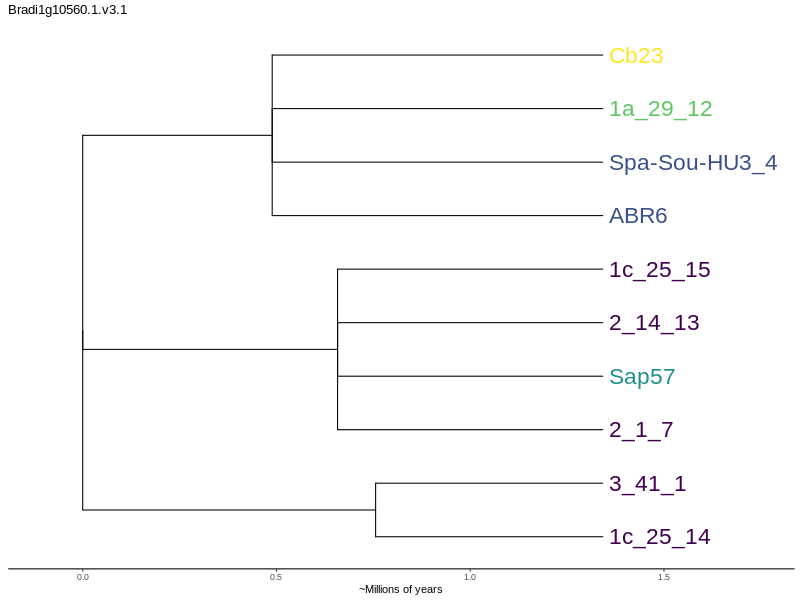 Bradi1g10560.1.v3.1
Cb23
1a_29_12
Spa-Sou-HU3_4
ABR6
1c_25_15
2_14_13
Sap57
2_1_7
3_41_1
1c_25_14
0.0 0.5 1.0 1.5
~Millions of years